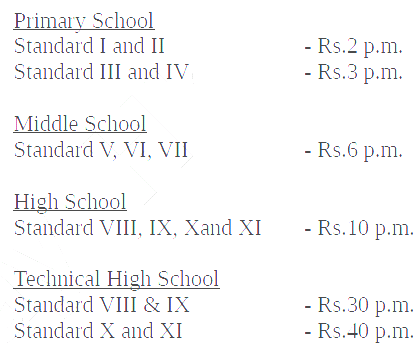 Primary School
Standard I and II - Rs.2 p.m.
Standard III and IV - Rs.3 p.m.
Middle School
Standard V, VI, VII - Rs.6 p.m.
High School
Standard VIII, IX, Xand XI - Rs.10 p.m.
Technical High School
Standard VIII & IX - Rs.30 p.m.
Standard X and XI - Rs.40 p.m.